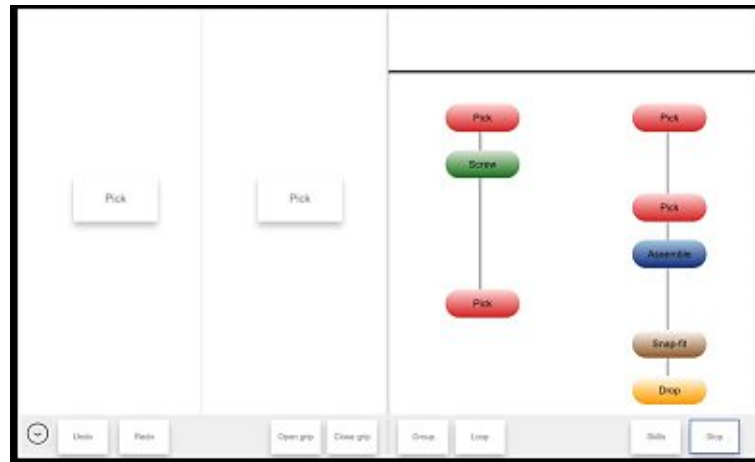 Pick Pick
Pick Pick
Screw
Pick
Assemble
Pick
Snap-fit
Drop
Undo Redo Open grip Close grip Group Loop Skills Stop